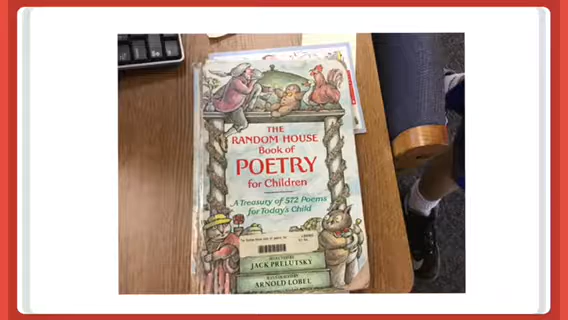 THE
RANDOM HOUSE
Book of
POETRY
for Children
A Treasury of 572 Poems
for Today's Child
JACK PRELUTSKY
ARNOLD LOBEL